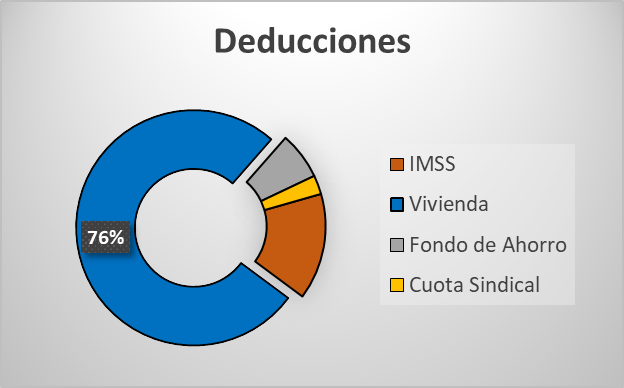 Deducciones
76%
IMSS
Vivienda
Fondo de Ahorro
Cuota Sindical